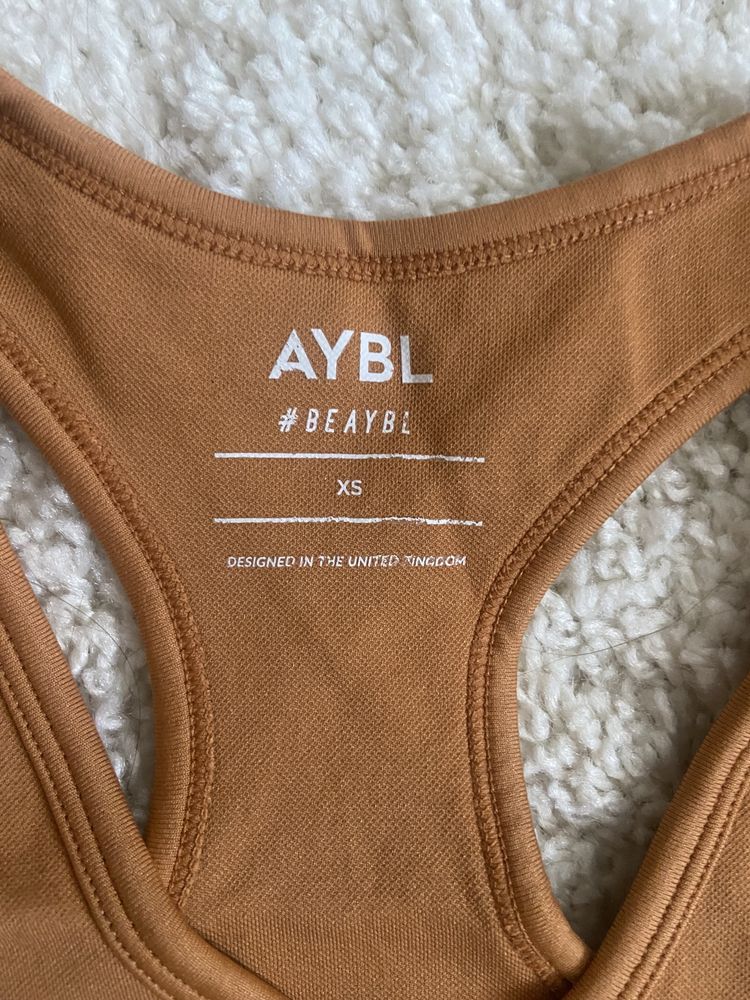 AYBL
#BEAYBL
XS
DESIGNED IN THE UNITED KINGDOM